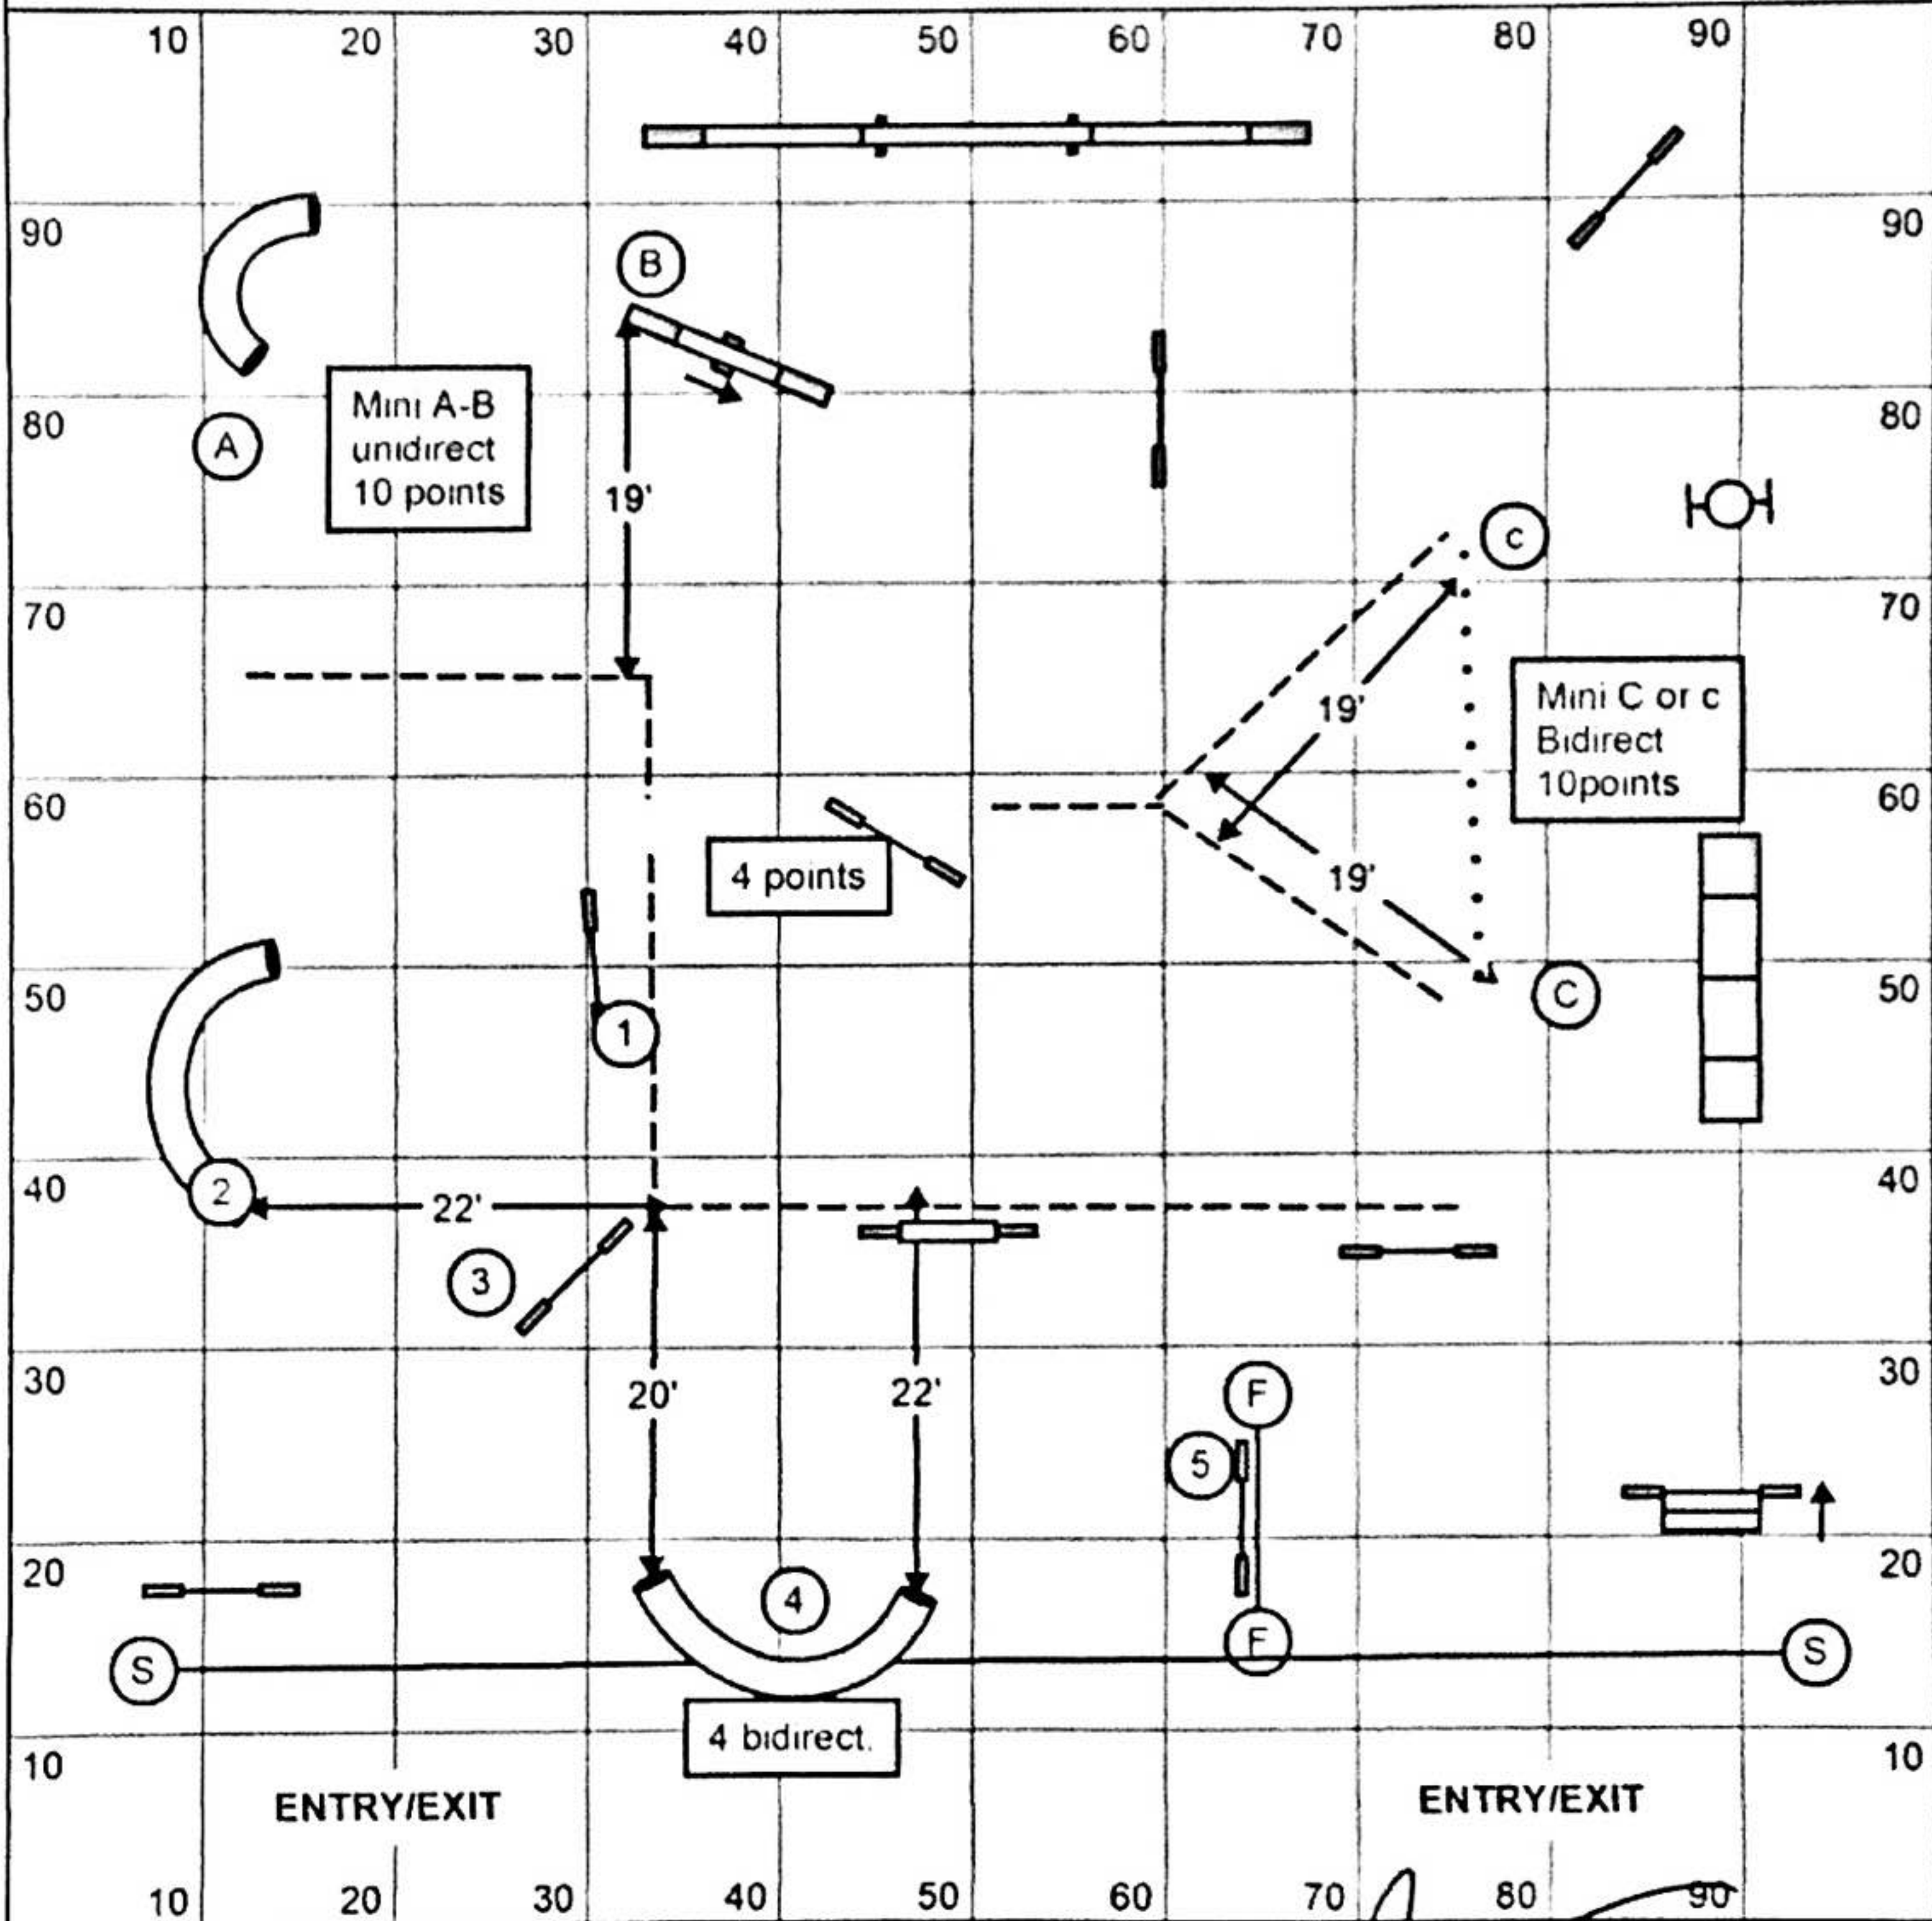 10 20 30 40 50 60 70 80 90
90 B 90
80 A Mini A-B 80
unidirect
10 points
19'
c
70 70
19'
Mini C or c
Bidirect
10points
60 60
4 points
19'
50 1 C 50
40 2 22' 40
3
30 20' 22' F 30
5
20 4 20
S F S
4 bidirect.
10 10
ENTRY/EXIT ENTRY/EXIT
10 20 30 40 50 60 70 80 90